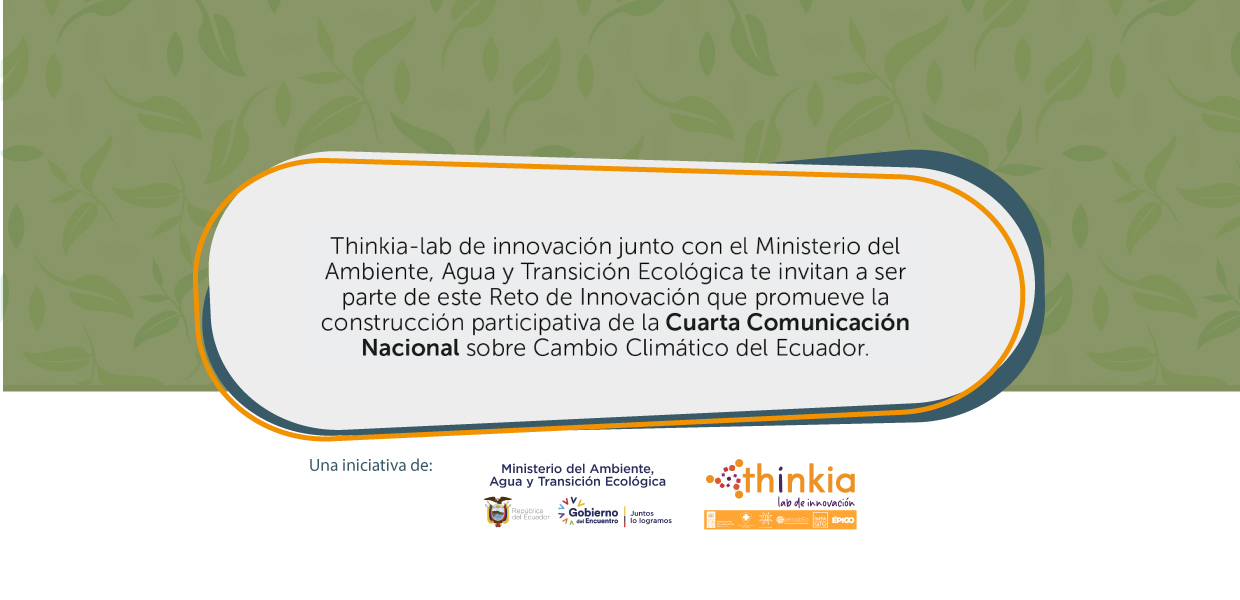 Thinkia-lab de innovación junto con el Ministerio del
Ambiente, Agua y Transición Ecológica te invitan a ser
parte de este Reto de Innovación que promueve la
construcción participativa de la Cuarta Comunicación
Nacional sobre Cambio Climático del Ecuador.
Una iniciativa de:
Ministerio del Ambiente,
Agua y Transición Ecológica
República
del Ecuador
Gobierno
del Encuentro
Juntos
lo logramos
thinkia
lab de innovación
ÉPICO